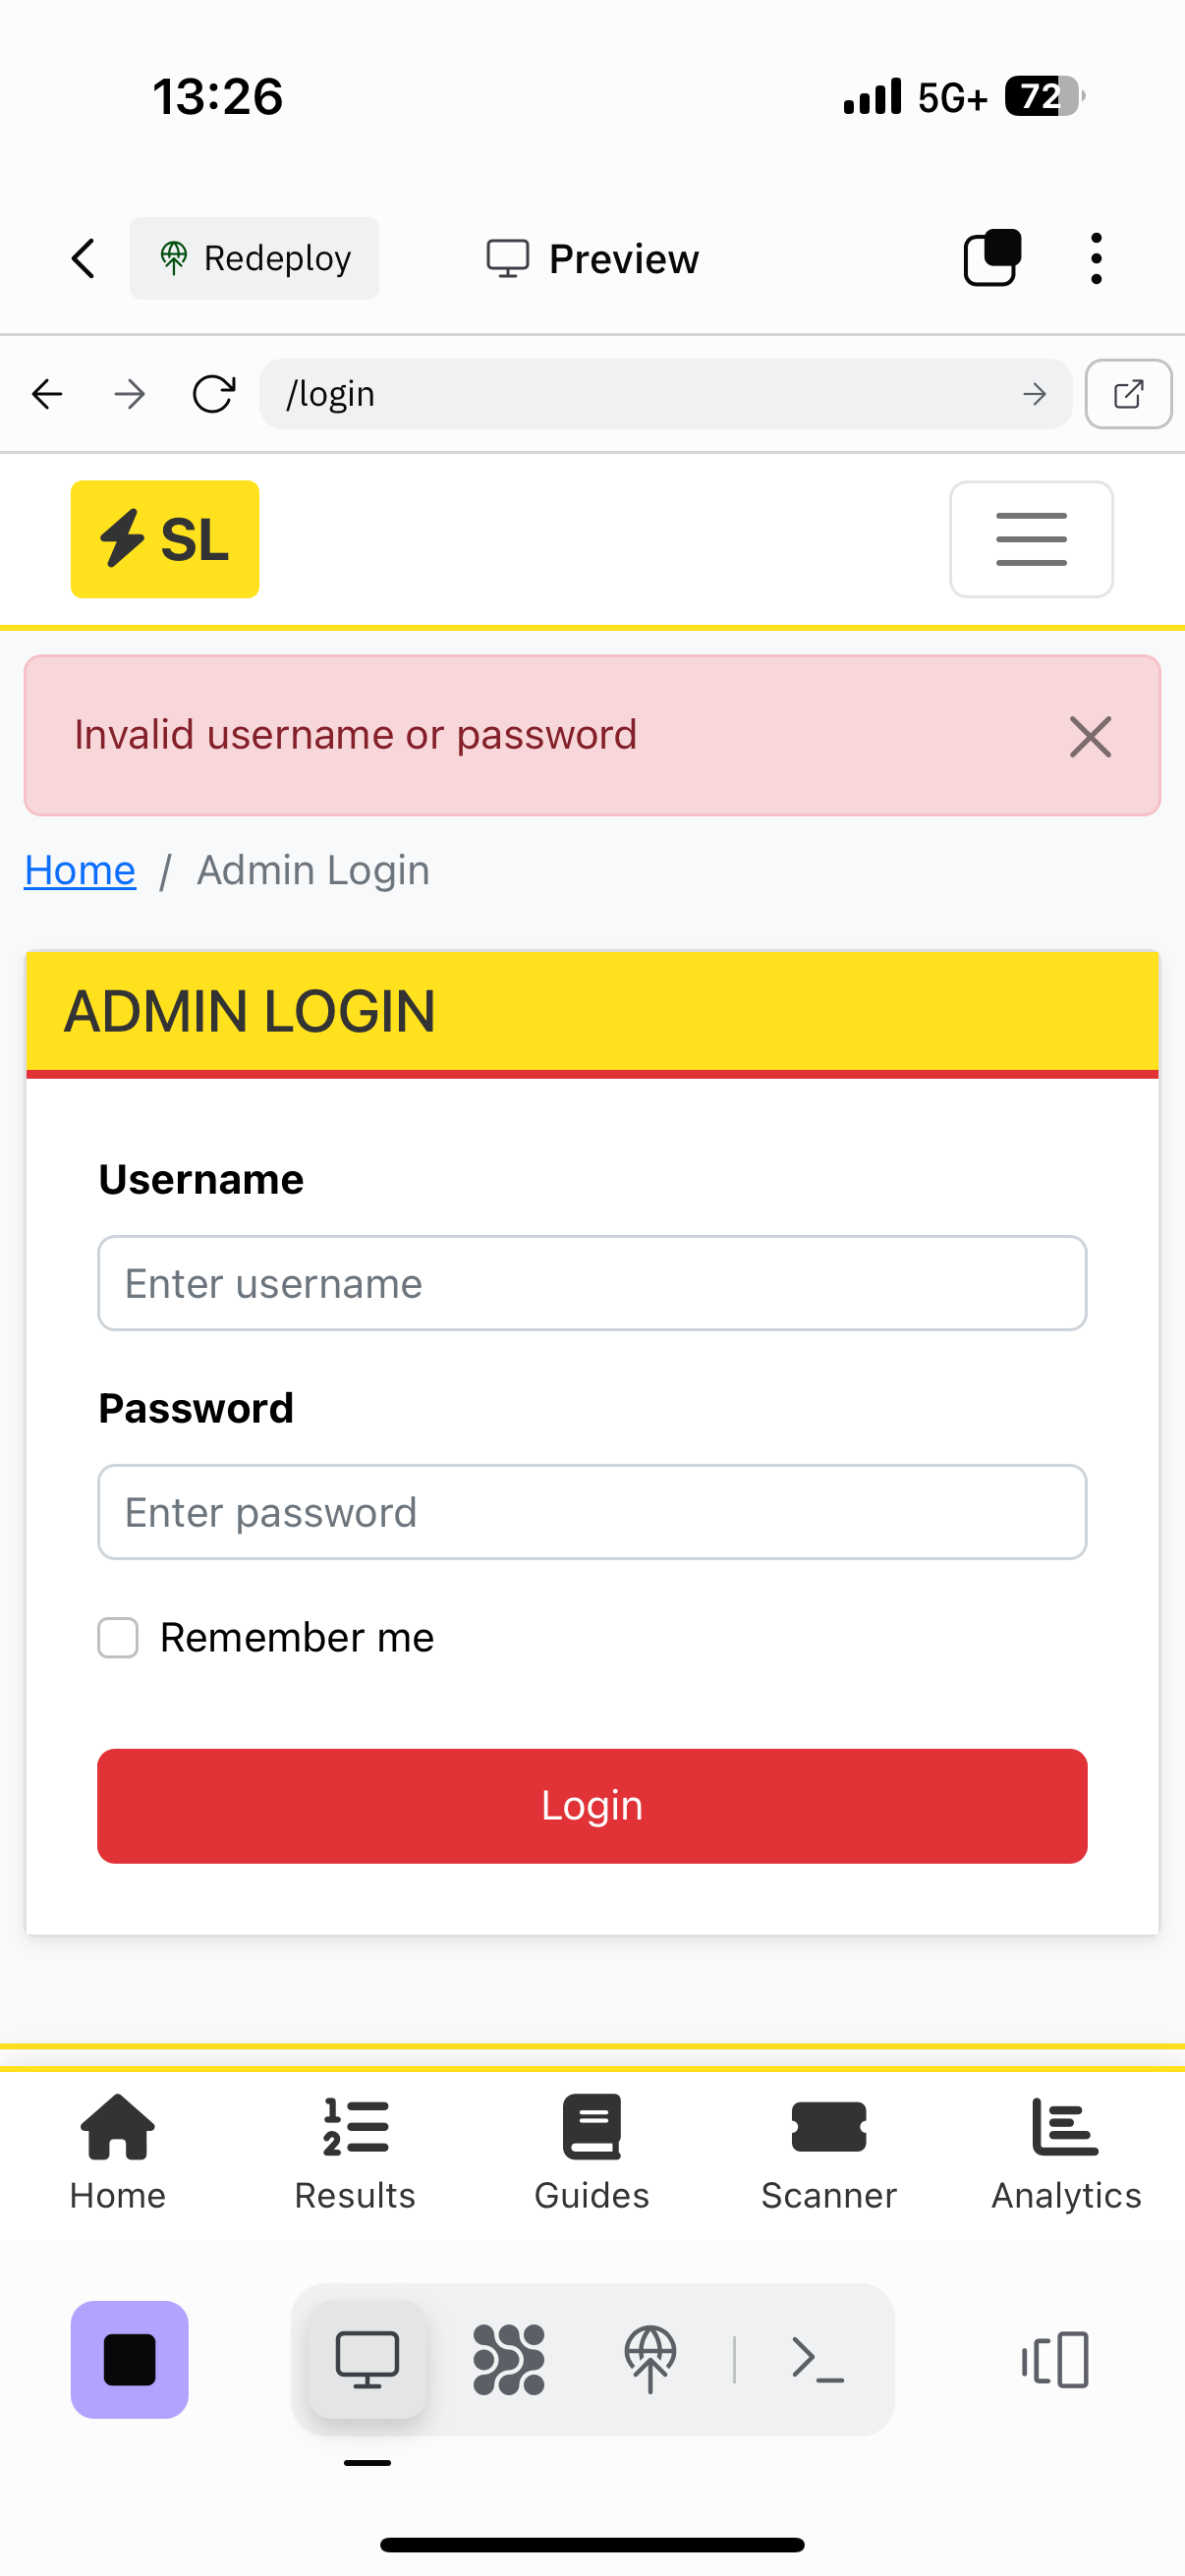 13:26 5G+ 72
Redeploy Preview
/login
SL
Invalid username or password
Home / Admin Login
ADMIN LOGIN
Username
Enter username
Password
Enter password
Remember me
Login
Home Results Guides Scanner Analytics